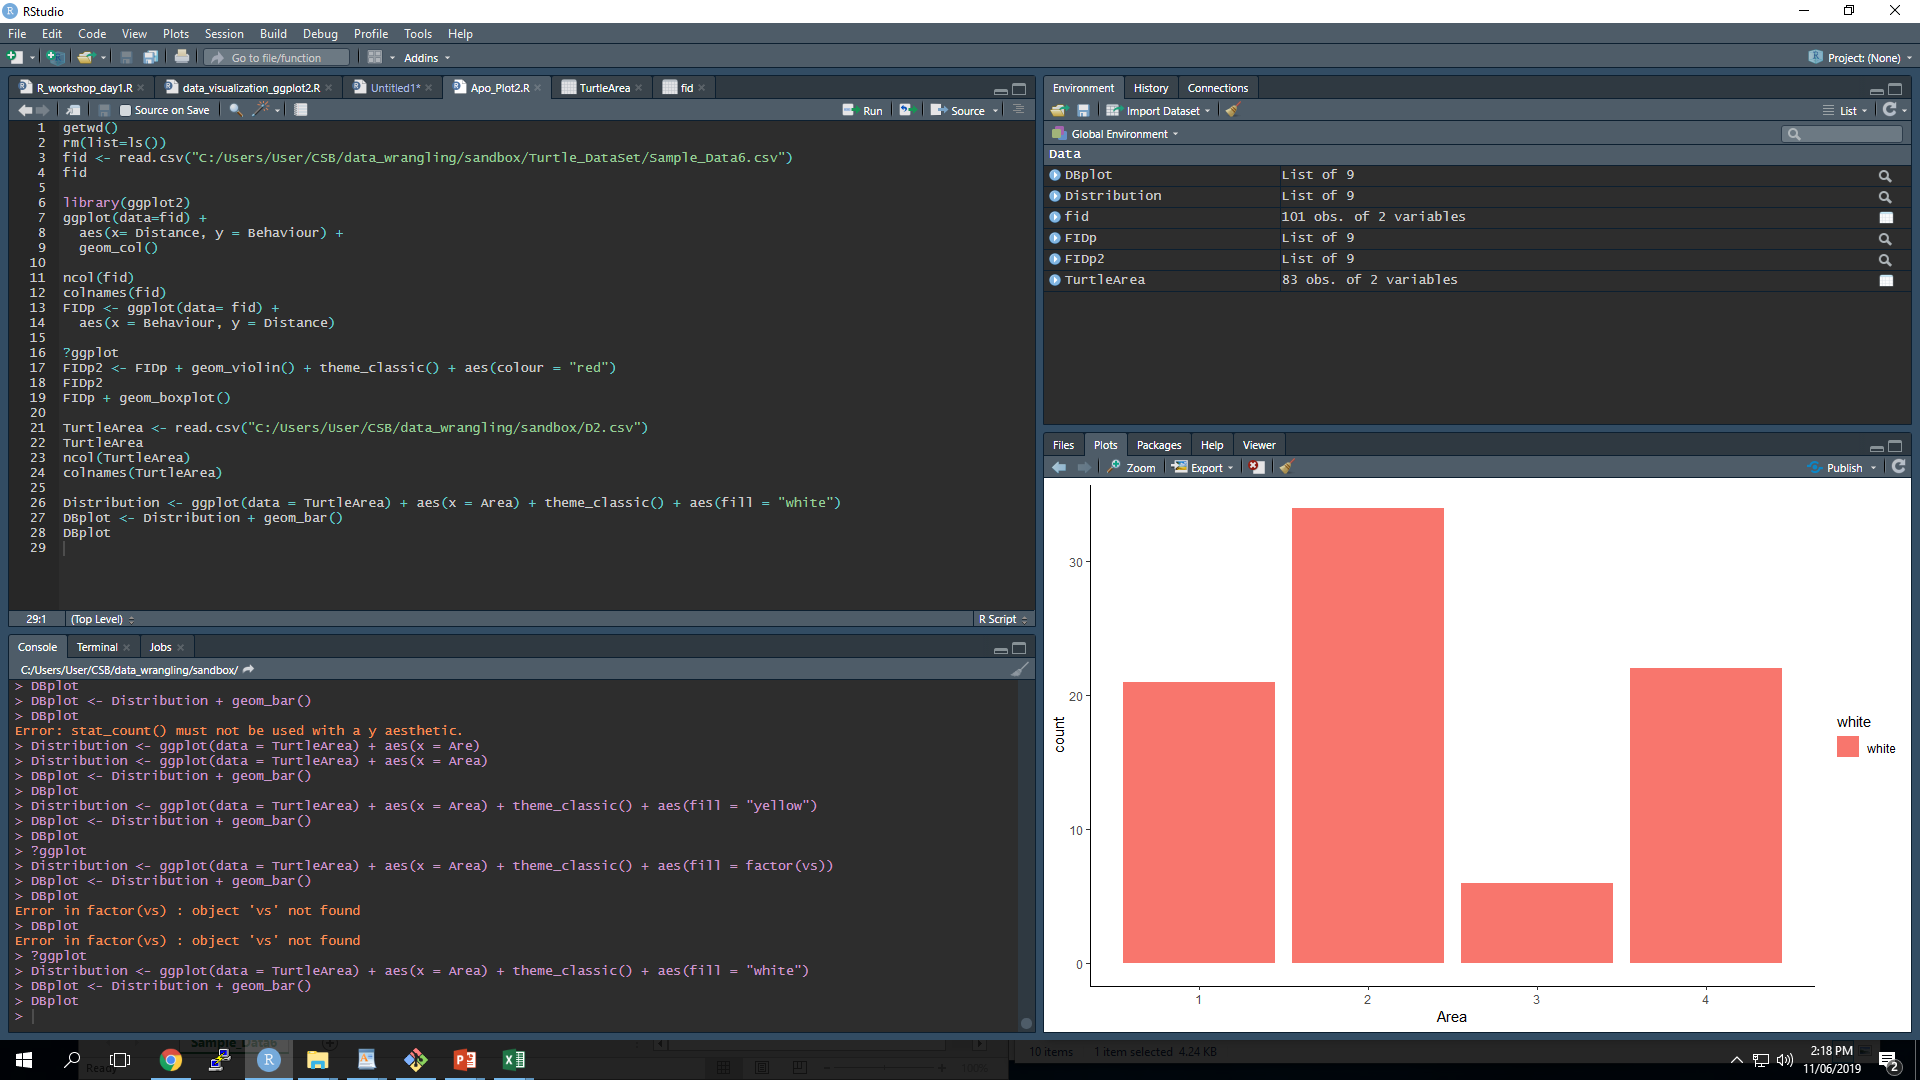 RStudio
File Edit Code View Plots Session Build Debug Profile Tools Help
Go to file/function Addins Project: (None)
R_workshop_day1.R data_visualization_ggplot2.R Untitled1* Apo_Plot2.R TurtleArea fid
Source on Save Run Source
1 getwd()
2 rm(list=ls())
3 fid <- read.csv("C:/Users/User/CSB/data_wrangling/sandbox/Turtle_DataSet/Sample_Data6.csv")
4 fid
5
6 library(ggplot2)
7 ggplot(data=fid) +
8   aes(x= Distance, y = Behaviour) +
9   geom_col()
10
11 ncol(fid)
12 colnames(fid)
13 FIDp <- ggplot(data= fid) +
14   aes(x = Behaviour, y = Distance)
15
16 ?ggplot
17 FIDp2 <- FIDp + geom_violin() + theme_classic() + aes(colour = "red")
18 FIDp2
19 FIDp + geom_boxplot()
20
21 TurtleArea <- read.csv("C:/Users/User/CSB/data_wrangling/sandbox/D2.csv")
22 TurtleArea
23 ncol(TurtleArea)
24 colnames(TurtleArea)
25
26 Distribution <- ggplot(data = TurtleArea) + aes(x = Area) + theme_classic() + aes(fill = "white")
27 DBplot <- Distribution + geom_bar()
28 DBplot
29
29:1 (Top Level) R Script
Console Terminal Jobs
C:/Users/User/CSB/data_wrangling/sandbox/
> DBplot
> DBplot <- Distribution + geom_bar()
> DBplot
Error: stat_count() must not be used with a y aesthetic.
> Distribution <- ggplot(data = TurtleArea) + aes(x = Are)
> Distribution <- ggplot(data = TurtleArea) + aes(x = Area)
> DBplot <- Distribution + geom_bar()
> DBplot
> Distribution <- ggplot(data = TurtleArea) + aes(x = Area) + theme_classic() + aes(fill = "yellow")
> DBplot <- Distribution + geom_bar()
> DBplot
> ?ggplot
> Distribution <- ggplot(data = TurtleArea) + aes(x = Area) + theme_classic() + aes(fill = factor(vs))
> DBplot <- Distribution + geom_bar()
> DBplot
Error in factor(vs) : object 'vs' not found
> DBplot
Error in factor(vs) : object 'vs' not found
> ?ggplot
> Distribution <- ggplot(data = TurtleArea) + aes(x = Area) + theme_classic() + aes(fill = "white")
> DBplot <- Distribution + geom_bar()
> DBplot
>
Environment History Connections
Import Dataset List
Global Environment
Data
DBplot List of 9
Distribution List of 9
fid 101 obs. of 2 variables
FIDp List of 9
FIDp2 List of 9
TurtleArea 83 obs. of 2 variables
Files Plots Packages Help Viewer
Zoom Export Publish
30
20
10
0
count
1 2 3 4
Area
white
white
Sample_Data6
Ready
100%
10 items 1 item selected 4.24 KB
2:18 PM
11/06/2019
2